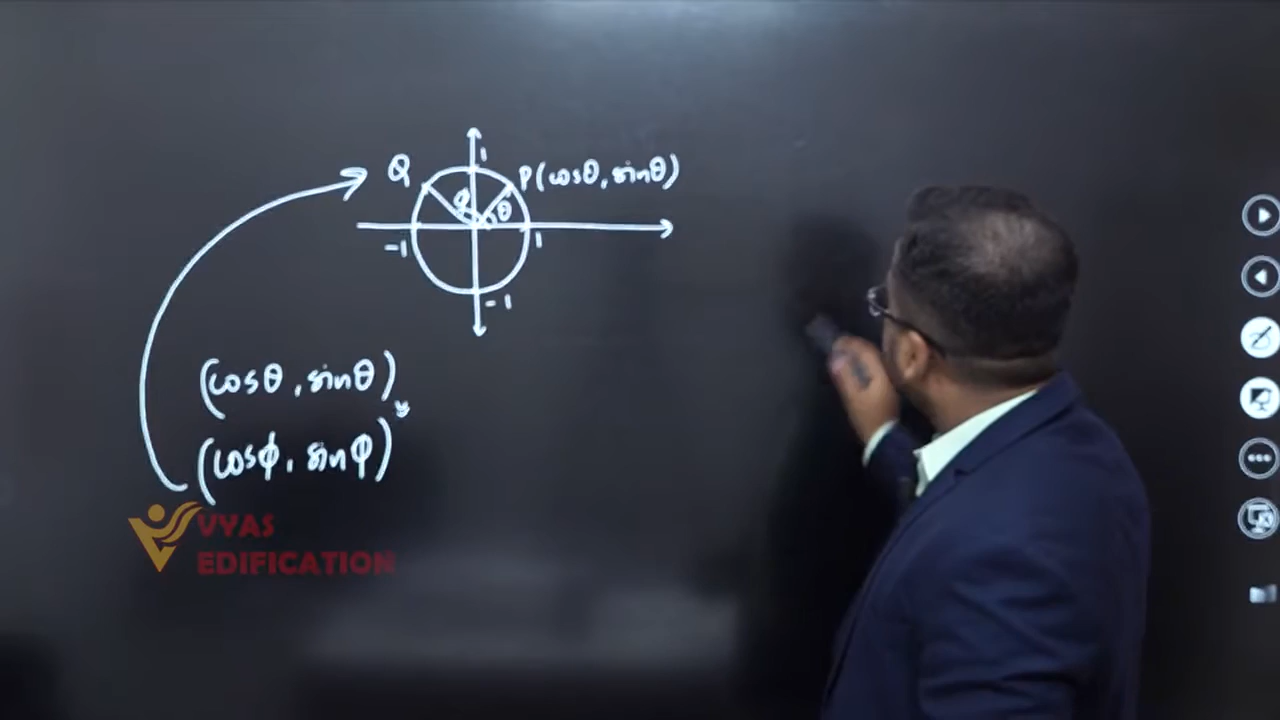 Q
P(cosθ, sinθ)
1
φ
θ
-1
1
-1
(cosθ, sinθ)
(cosφ, sinφ)
VYAS
EDIFICATION